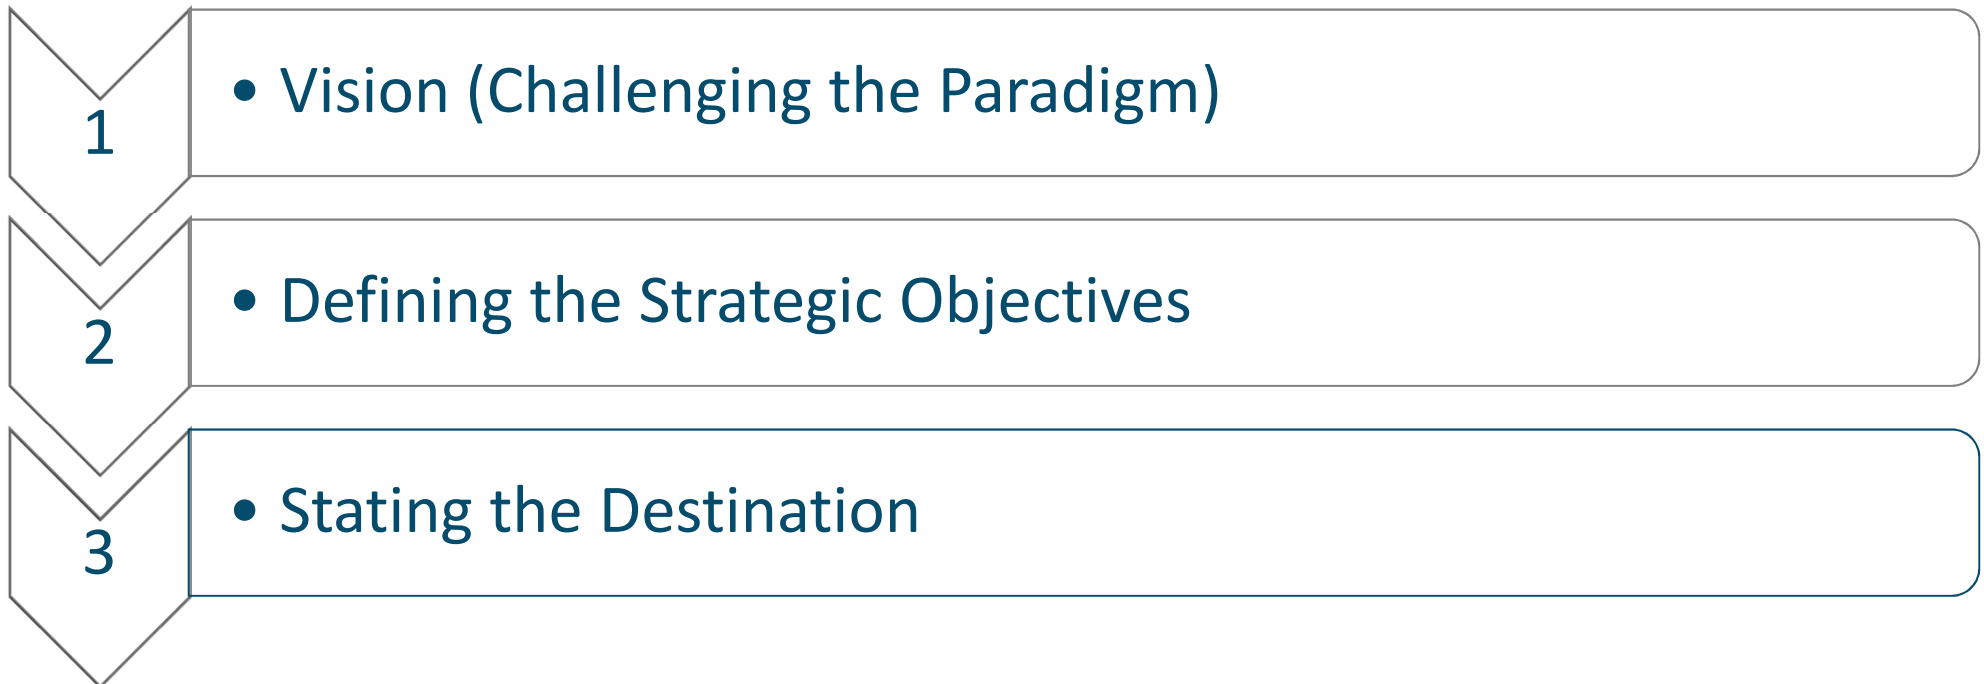 1
• Vision (Challenging the Paradigm)
2
• Defining the Strategic Objectives
3
• Stating the Destination